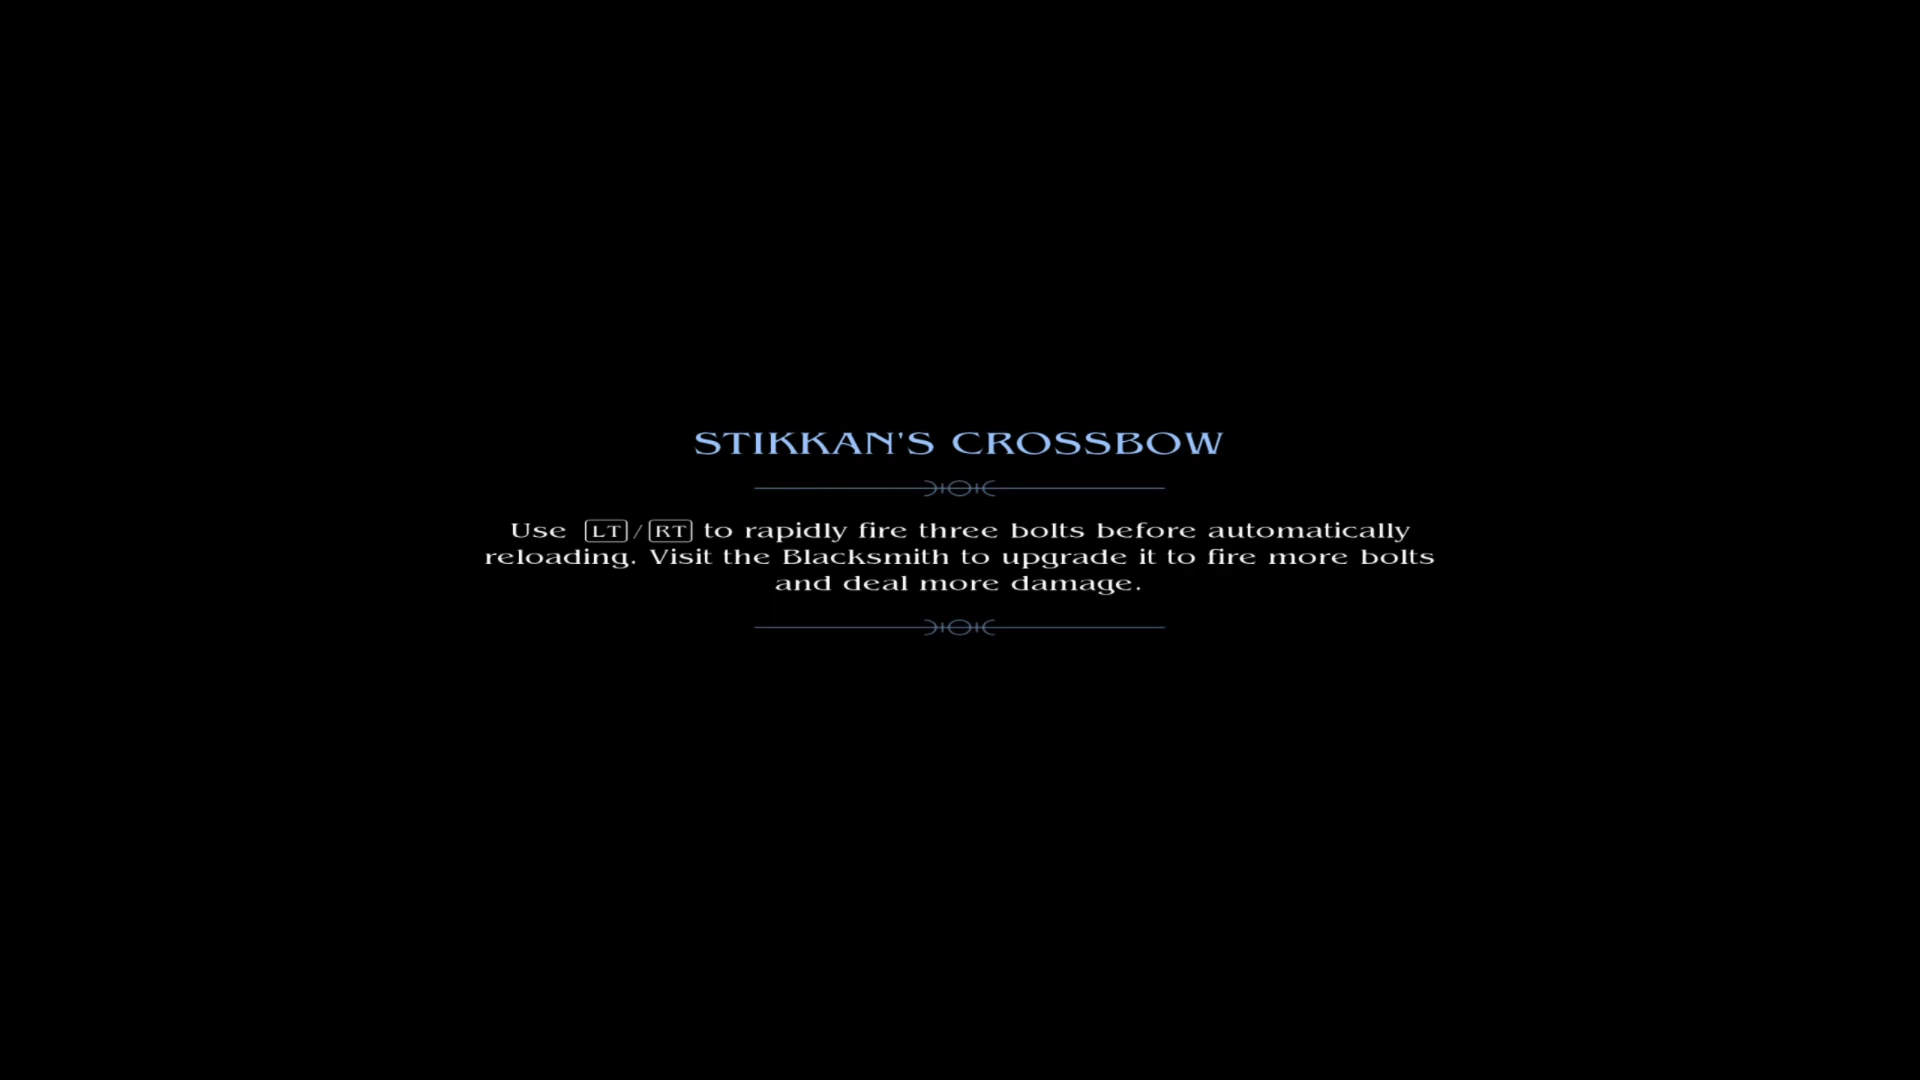 STIKKAN'S CROSSBOW
Use LT/RT to rapidly fire three bolts before automatically
reloading. Visit the Blacksmith to upgrade it to fire more bolts
and deal more damage.